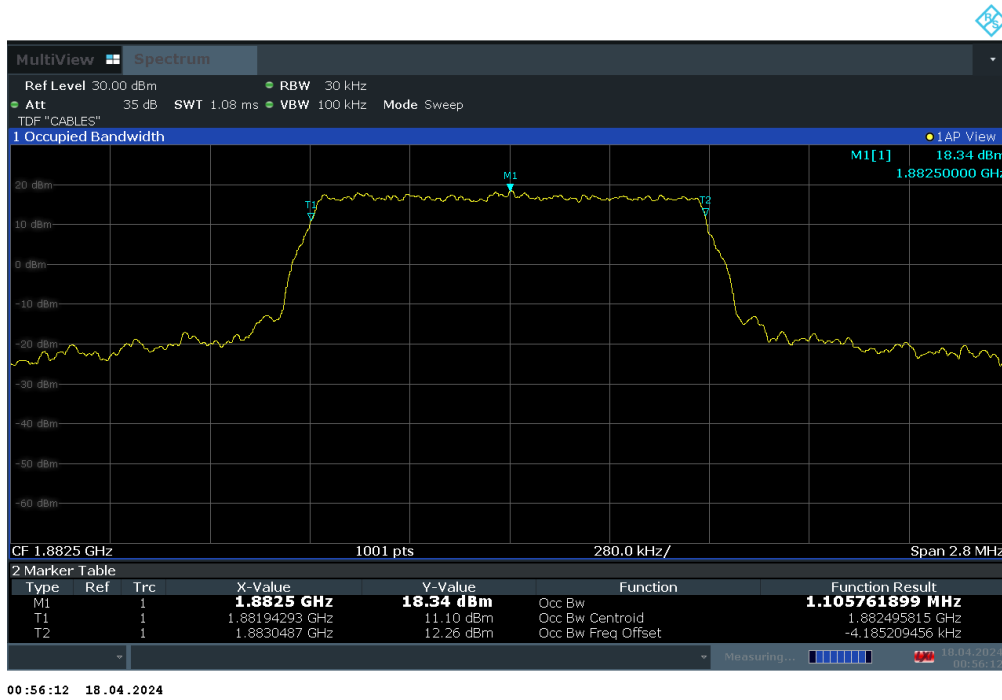 R&S
MultiView Spectrum
Ref Level 30.00 dBm RBW 30 kHz
Att 35 dB SWT 1.08 ms VBW 100 kHz Mode Sweep
TDF "CABLES"
1 Occupied Bandwidth 1AP View
M1[1] 18.34 dBm
1.88250000 GHz
M1
20 dBm
T1 T2
10 dBm
0 dBm
-10 dBm
-20 dBm
-30 dBm
-40 dBm
-50 dBm
-60 dBm
CF 1.8825 GHz 1001 pts 280.0 kHz/ Span 2.8 MHz
2 Marker Table
Type Ref Trc X-Value Y-Value Function Function Result
M1 1 1.8825 GHz 18.34 dBm Occ Bw 1.105761899 MHz
T1 1 1.88194293 GHz 11.10 dBm Occ Bw Centroid 1.882495815 GHz
T2 1 1.8830487 GHz 12.26 dBm Occ Bw Freq Offset -4.185209456 kHz
Measuring... 18.04.2024
00:56:12
00:56:12 18.04.2024